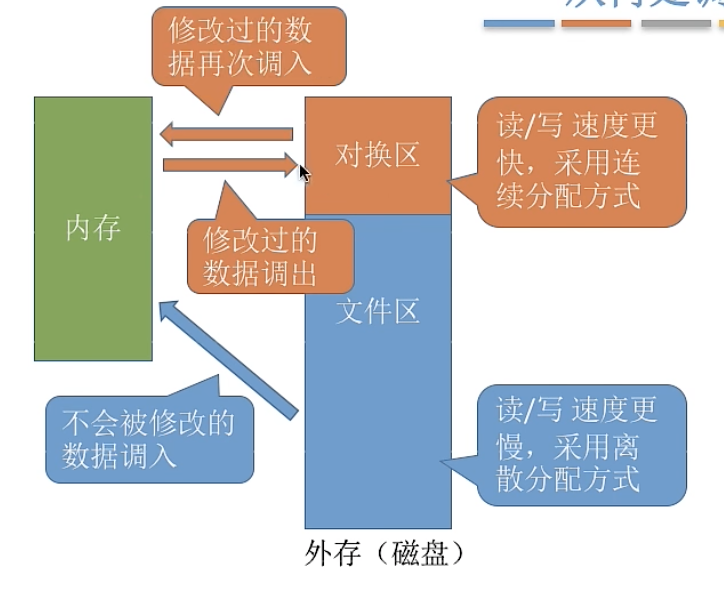 修改过的数
据再次调入
读/写 速度更
快，采用连
续分配方式
对换区
内存
修改过的
数据调出
文件区
不会被修改的
数据调入
读/写 速度更
慢，采用离
散分配方式
外存（磁盘）